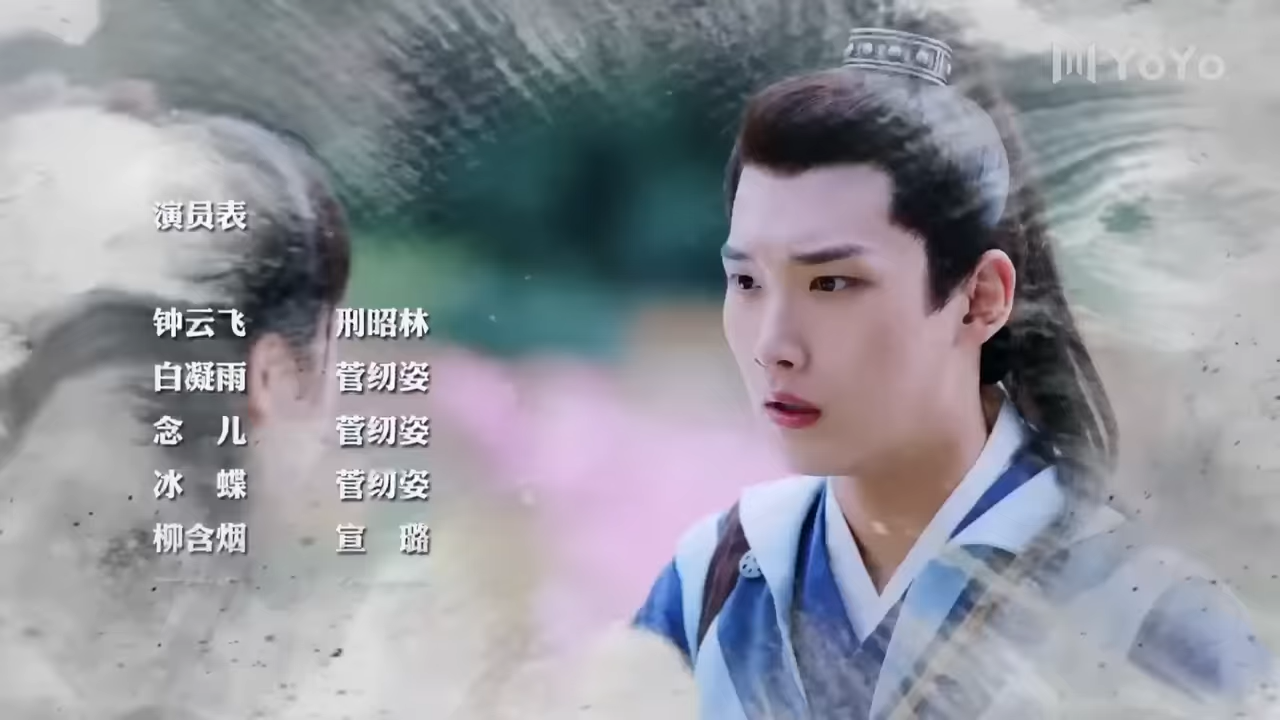 YoYo
演员表
钟云飞 刑昭林
白凝雨 菅纫姿
念 儿 菅纫姿
冰 蝶 菅纫姿
柳含烟 宣 璐